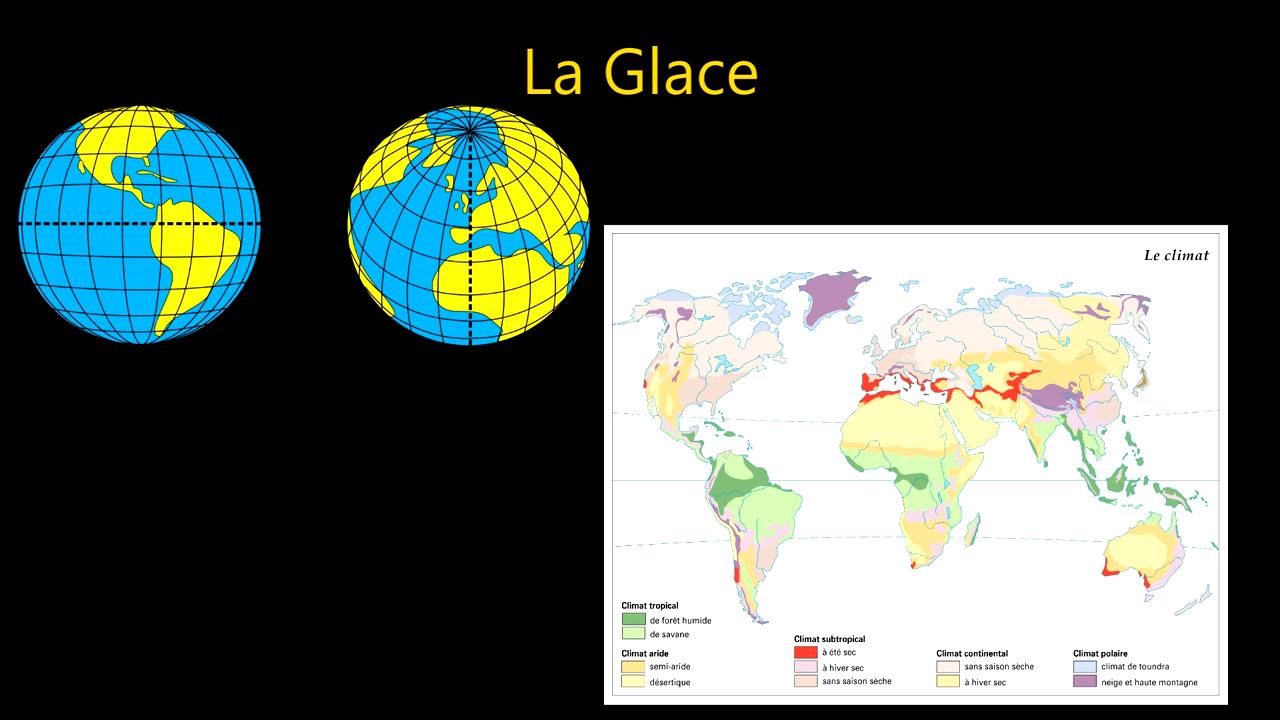 La Glace
Le climat
Climat tropical
de forêt humide
de savane
Climat aride
semi-aride
désertique
Climat subtropical
à été sec
à hiver sec
sans saison sèche
Climat continental
sans saison sèche
à hiver sec
Climat polaire
climat de toundra
neige et haute montagne